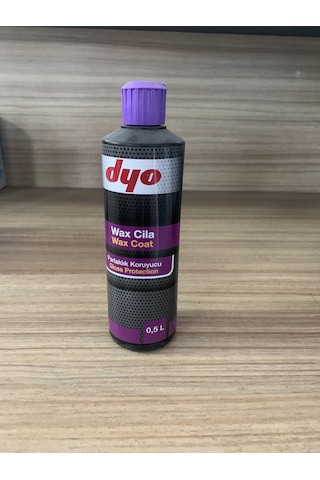 dyo
Wax Cila
Wax Coat
Parlaklık Koruyucu
Gloss Protection
0,5 L